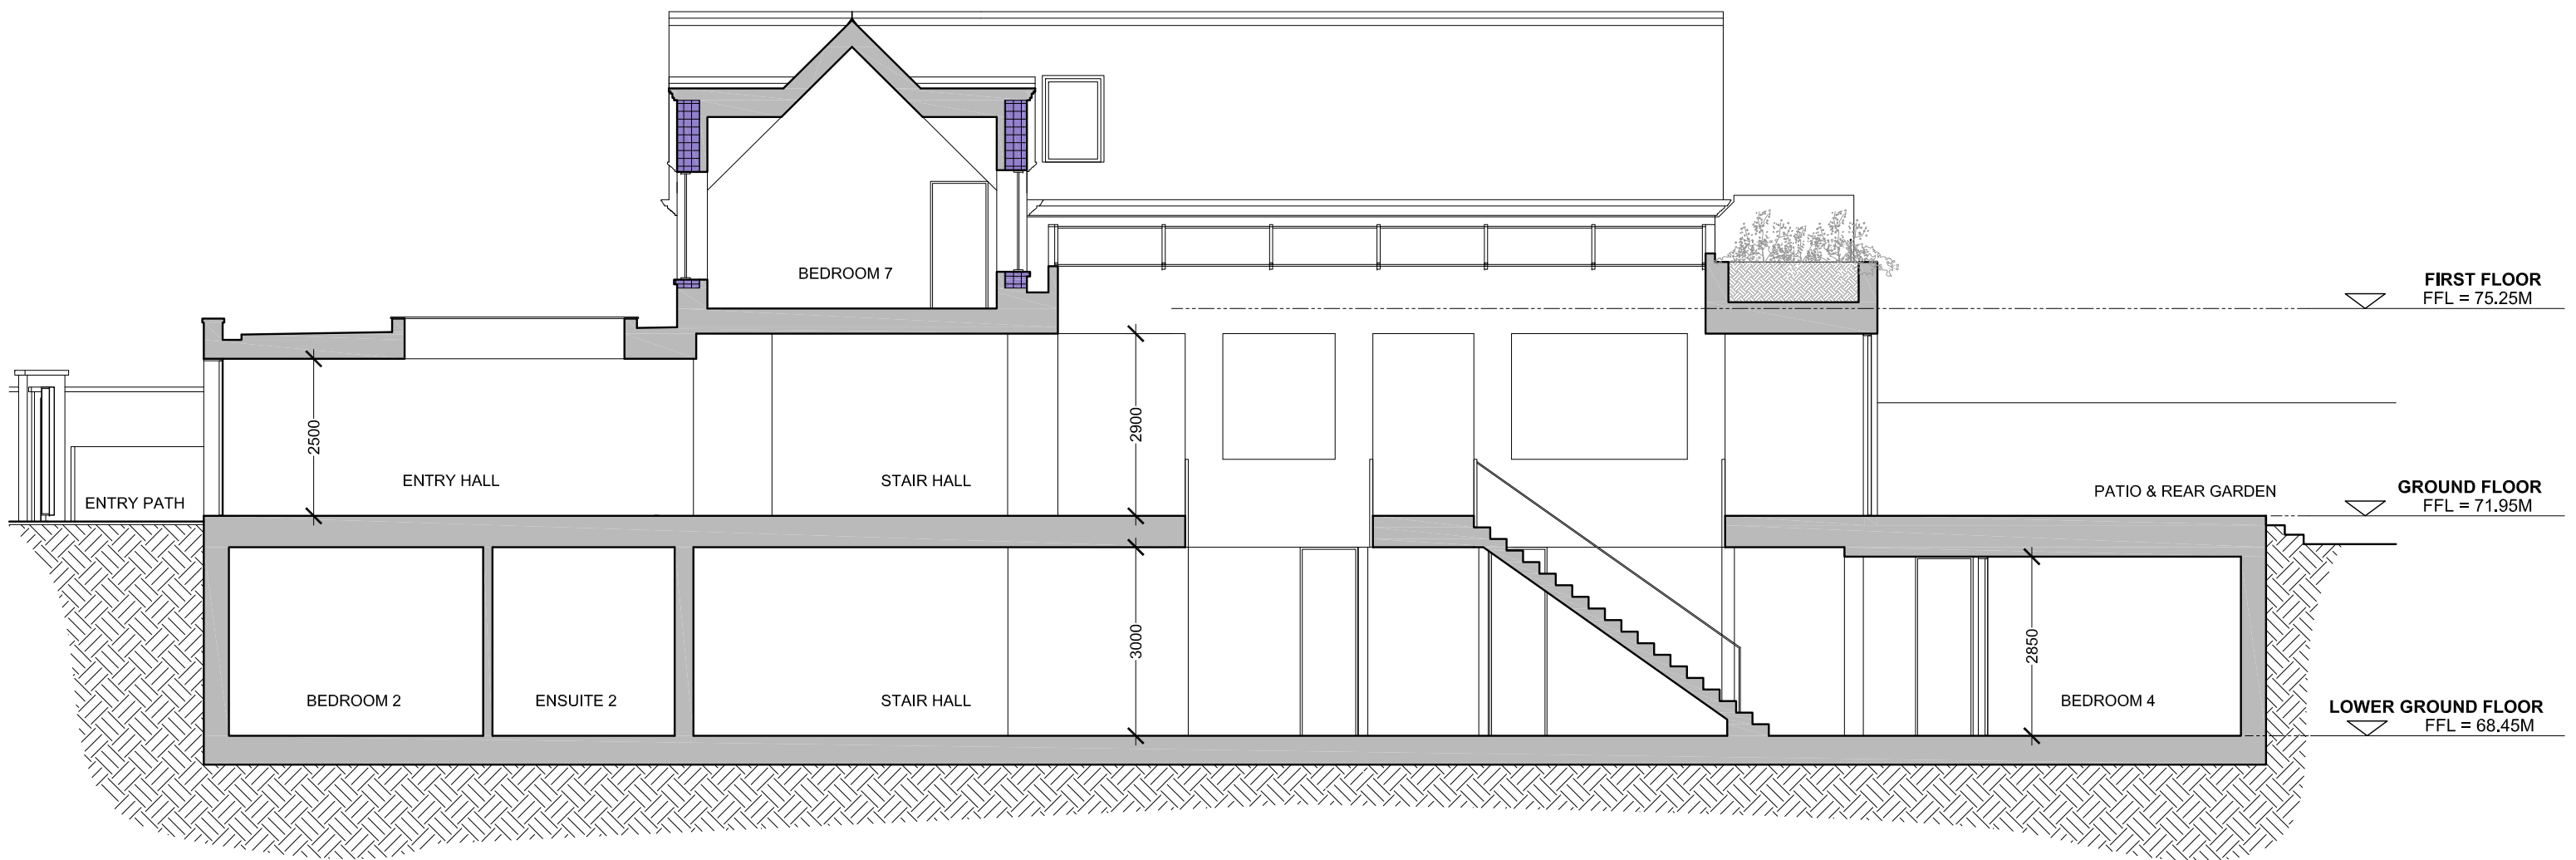 BEDROOM 7
FIRST FLOOR
FFL = 75.25M
2500
2900
ENTRY HALL
STAIR HALL
ENTRY PATH
PATIO & REAR GARDEN
GROUND FLOOR
FFL = 71.95M
3000
2850
BEDROOM 2
ENSUITE 2
STAIR HALL
BEDROOM 4
LOWER GROUND FLOOR
FFL = 68.45M